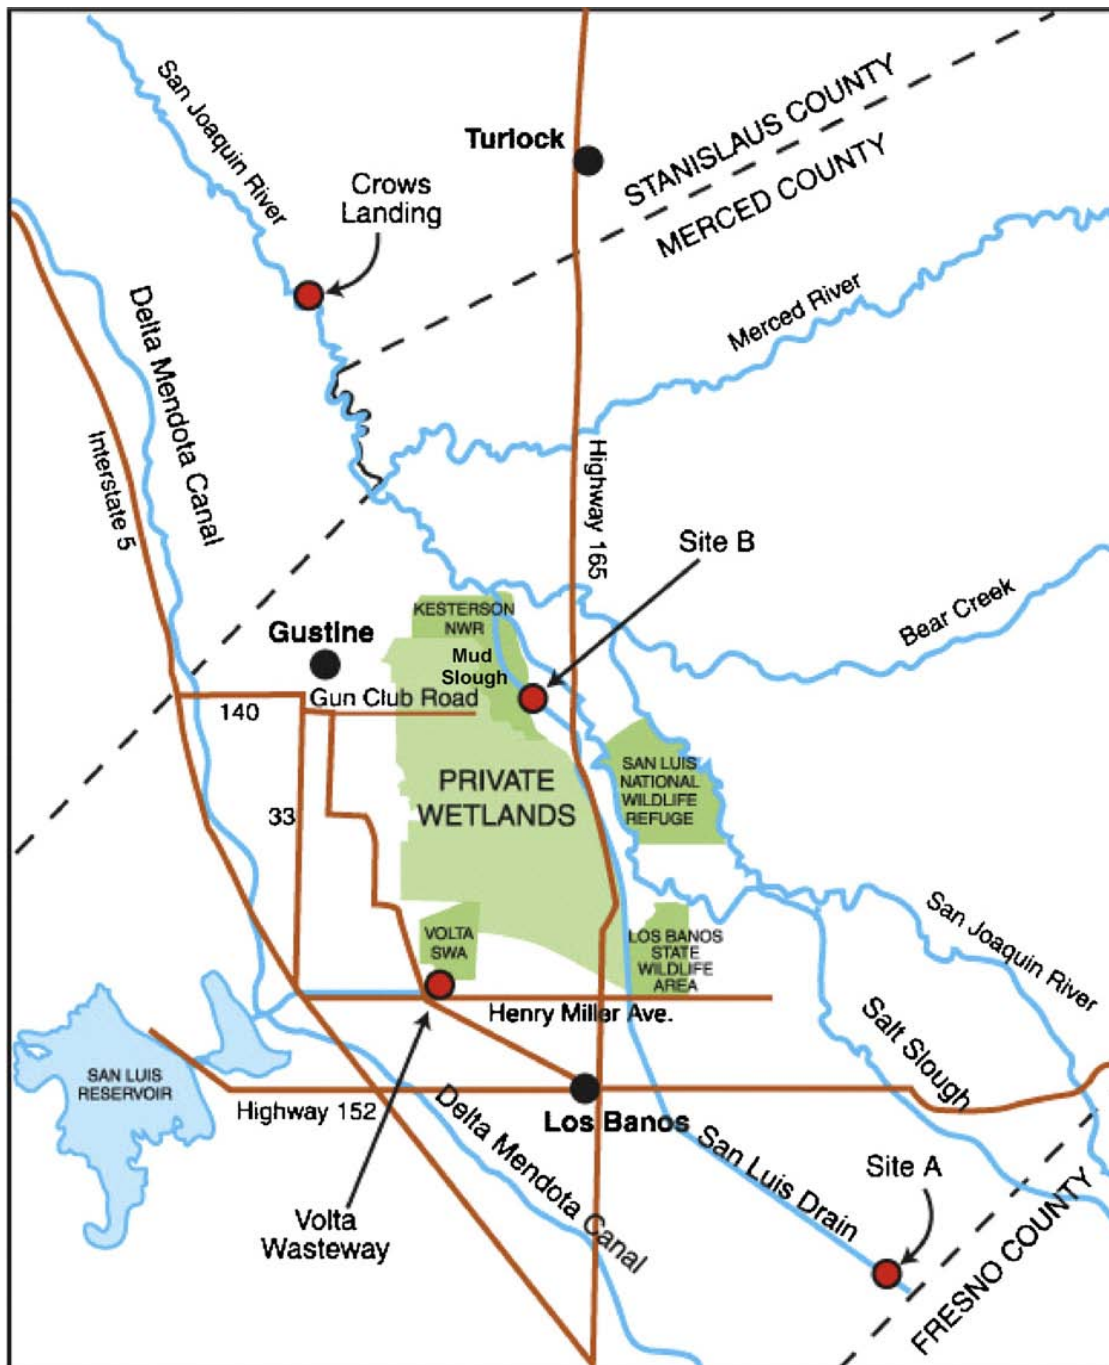 San Joaquin River
Turlock
STANISLAUS COUNTY
MERCED COUNTY
Crows
Landing
Merced River
Delta Mendota Canal
Interstate 5
Highway 165
Site B
Bear Creek
KESTERSON
NWR
Gustine
Mud
Slough
Gun Club Road
140
PRIVATE
WETLANDS
SAN LUIS
NATIONAL
WILDLIFE
REFUGE
33
VOLTA
SWA
LOS BANOS
STATE
WILDLIFE
AREA
San Joaquin River
Henry Miller Ave.
Salt Slough
SAN LUIS
RESERVOIR
Highway 152
Los Banos
Delta Mendota Canal
San Luis Drain
Site A
Volta
Wasteway
FRESNO COUNTY